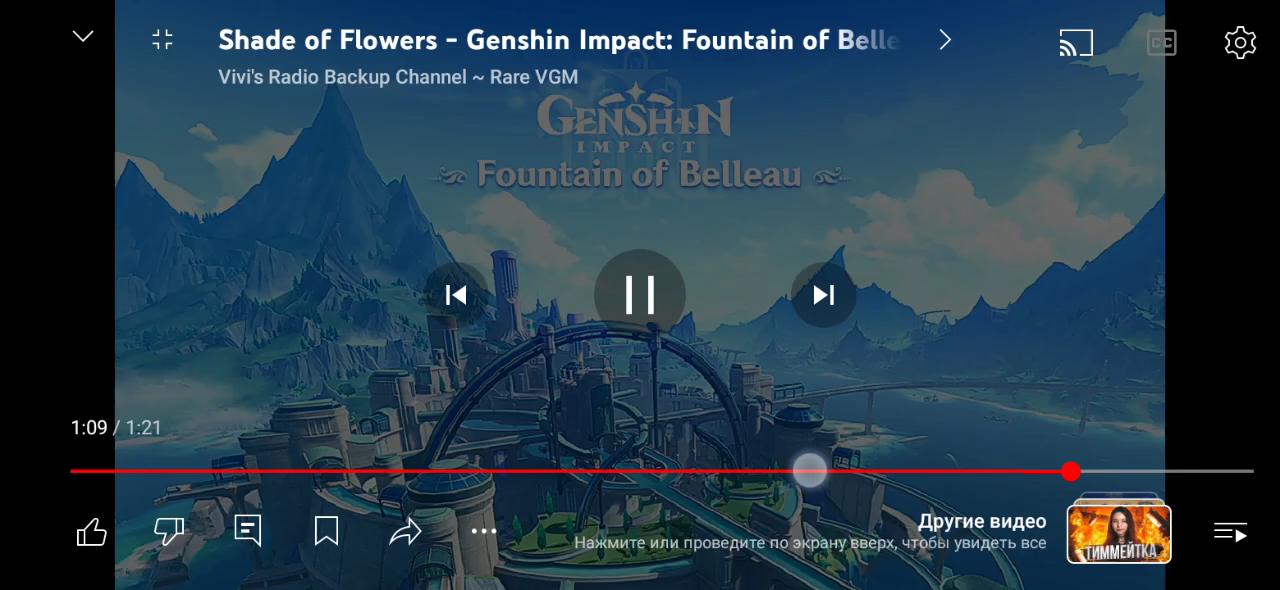 Shade of Flowers - Genshin Impact: Fountain of Belle
Vivi's Radio Backup Channel ~ Rare VGM
CC
GENSHIN
IMPACT
Fountain of Belleau
1:09 / 1:21
Другие видео
Нажмите или проведите по экрану вверх, чтобы увидеть все
ТИММЕЙТКА